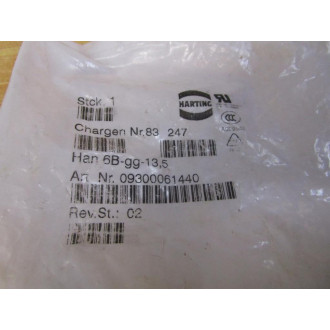 Stck. 1
HARTING
Chargen Nr.83 247
Han 6B-gg-13,5
Art. Nr. 09300061440
Rev.St.: 02